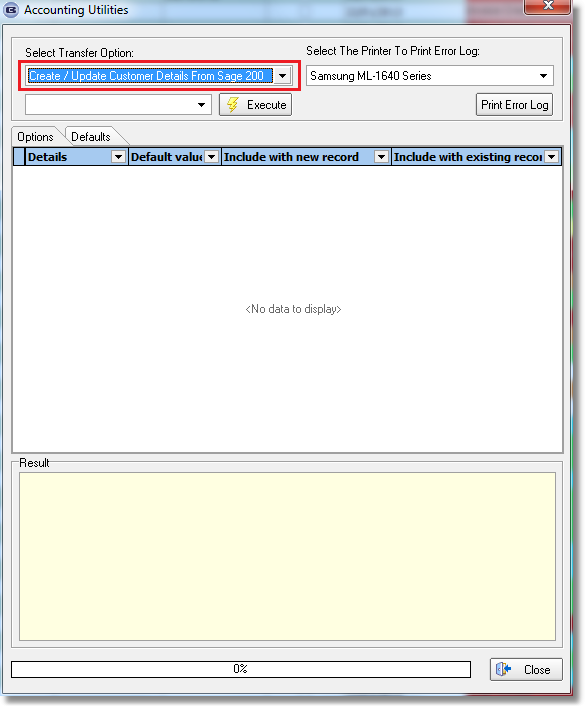 Accounting Utilities
Select Transfer Option:
Select The Printer To Print Error Log:
Create / Update Customer Details From Sage 200
Samsung ML-1640 Series
Execute
Print Error Log
Options
Defaults
Details
Default value
Include with new record
Include with existing recor
<No data to display>
Result
0%
Close